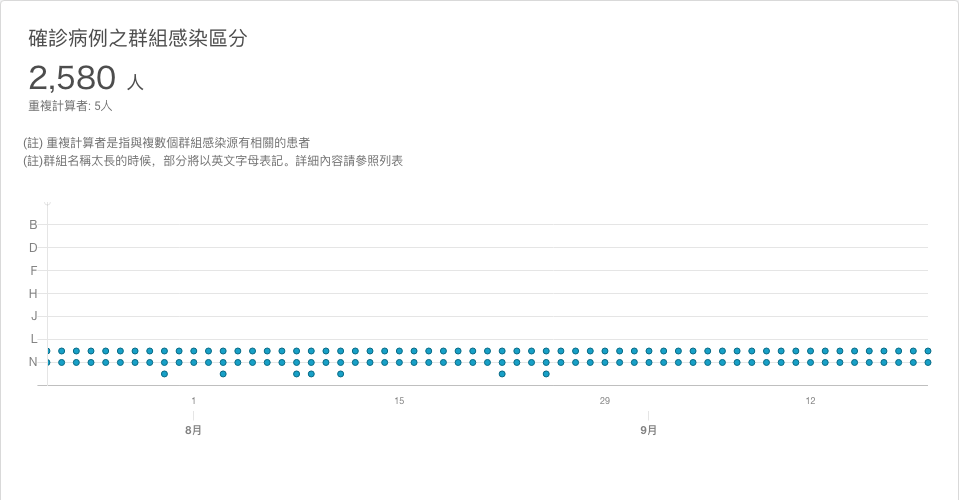 確診病例之群組感染區分
2,580 人
重複計算者: 5人
(註) 重複計算者是指與複數個群組感染源有相關的患者
(註)群組名稱太長的時候，部分將以英文字母表記。詳細內容請參照列表
B
D
F
H
J
L
N
1 15 29 12
8月 9月